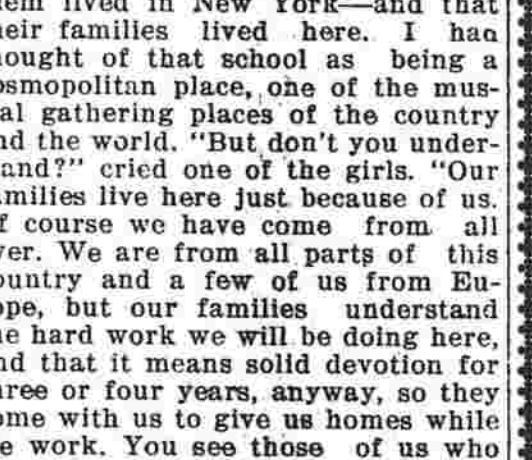 em lived in New York—and that
eir families lived here. I had
ought of that school as being a
osmopolitan place, one of the mus-
al gathering places of the country
nd the world. "But don't you under-
and?" cried one of the girls. "Our
milies live here just because of us.
f course we have come from all
er. We are from all parts of this
ountry and a few of us from Eu-
ope, but our families understand
e hard work we will be doing here,
nd that it means solid devotion for
ree or four years, anyway, so they
ome with us to give us homes while
e work. You see those of us who